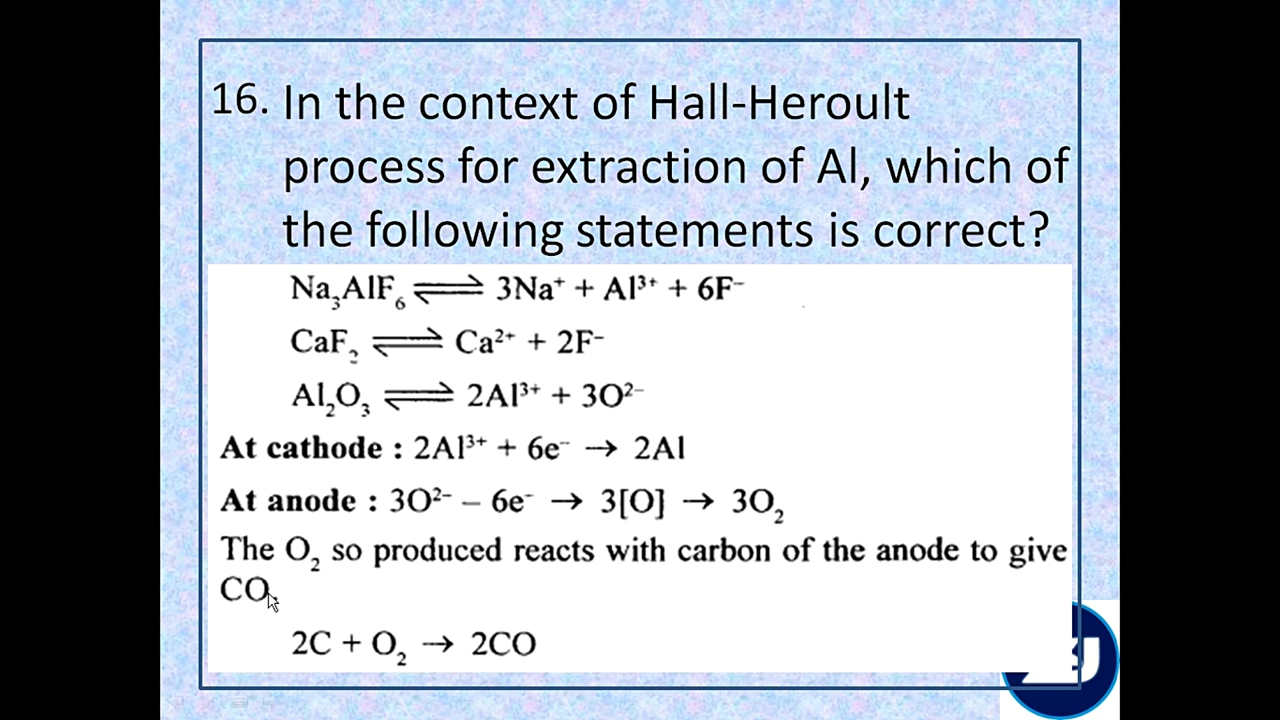 16. In the context of Hall-Heroult
process for extraction of Al, which of
the following statements is correct?
Na₃AlF₆ ⇌ 3Na⁺ + Al³⁺ + 6F⁻
CaF₂ ⇌ Ca²⁺ + 2F⁻
Al₂O₃ ⇌ 2Al³⁺ + 3O²⁻
At cathode : 2Al³⁺ + 6e⁻ → 2Al
At anode : 3O²⁻ – 6e⁻ → 3[O] → 3O₂
The O₂ so produced reacts with carbon of the anode to give
CO.
2C + O₂ → 2CO